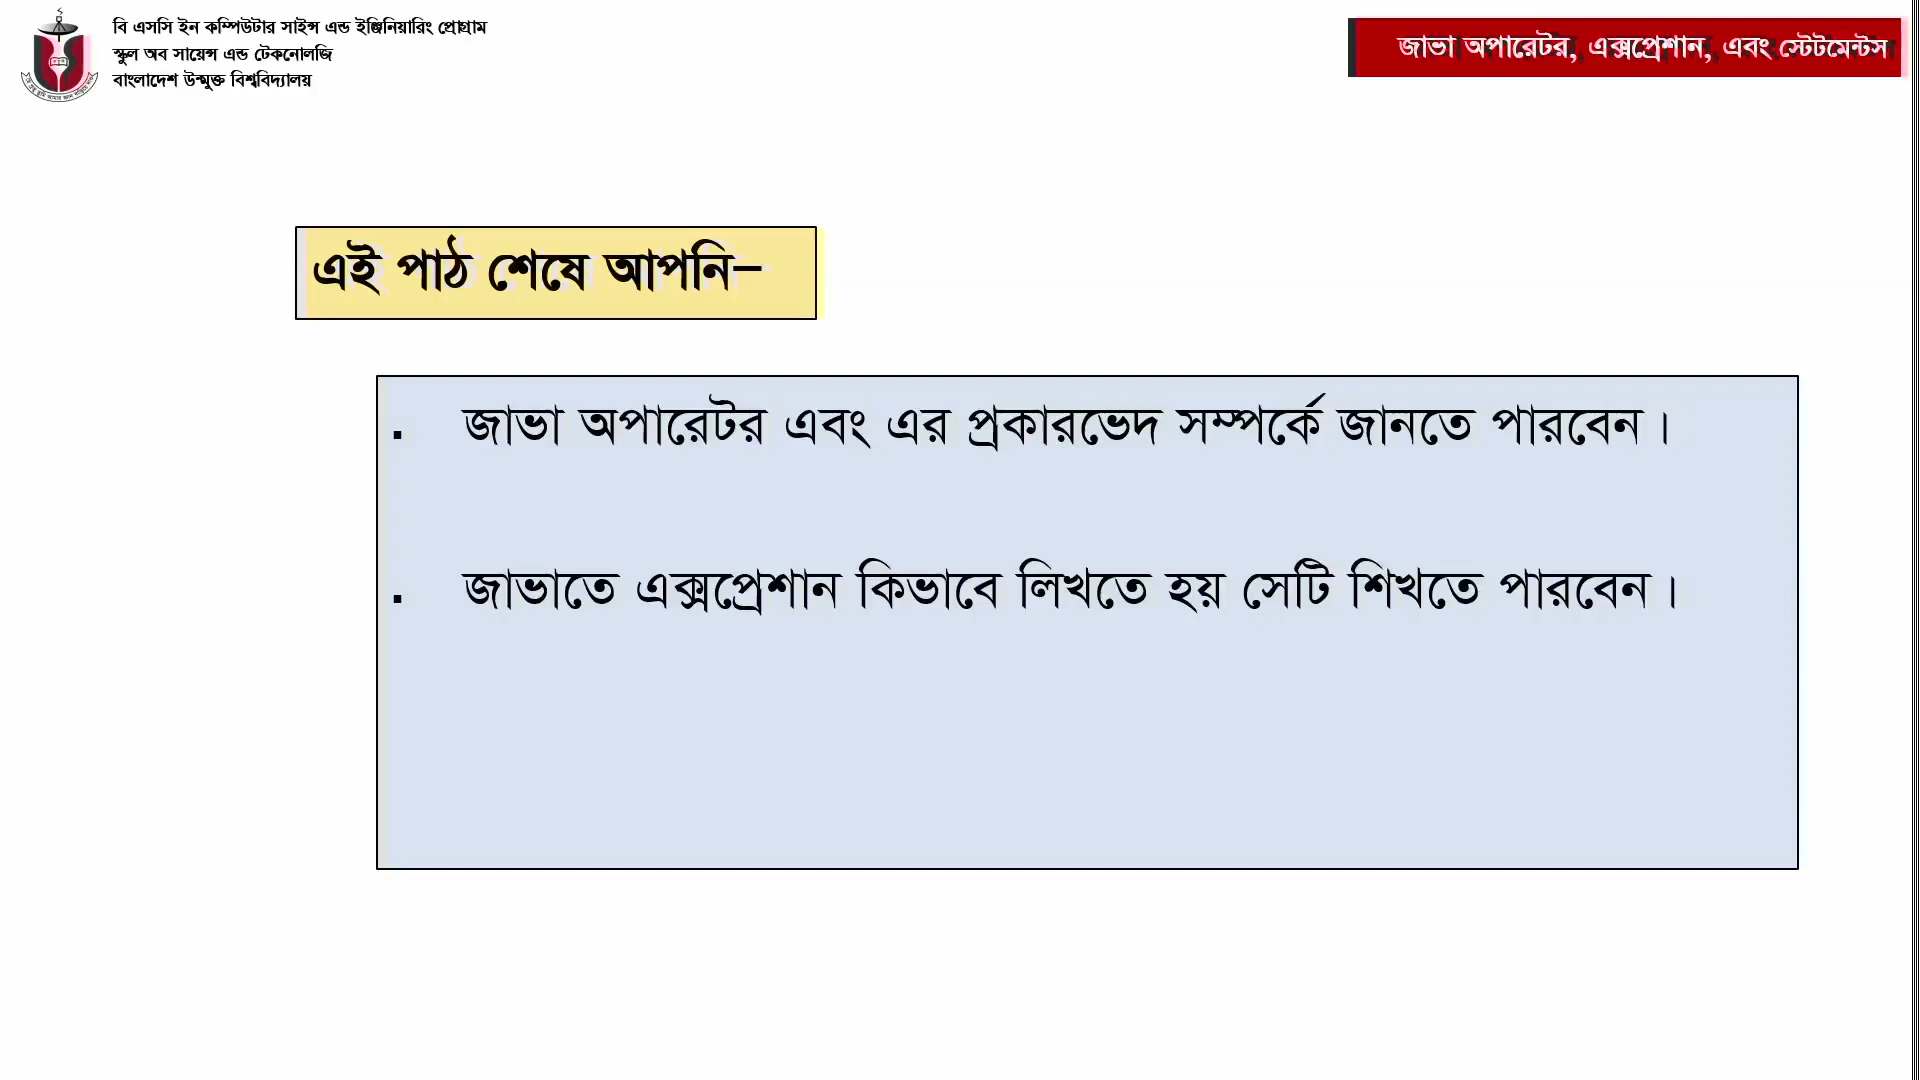 বি এসসি ইন কম্পিউটার সাইন্স এন্ড ইঞ্জিনিয়ারিং প্রোগ্রাম
স্কুল অব সায়েন্স এন্ড টেকনোলজি
বাংলাদেশ উন্মুক্ত বিশ্ববিদ্যালয়
জাভা অপারেটর, এক্সপ্রেশান, এবং স্টেটমেন্টস
এই পাঠ শেষে আপনি–
. জাভা অপারেটর এবং এর প্রকারভেদ সম্পর্কে জানতে পারবেন।
. জাভাতে এক্সপ্রেশান কিভাবে লিখতে হয় সেটি শিখতে পারবেন।